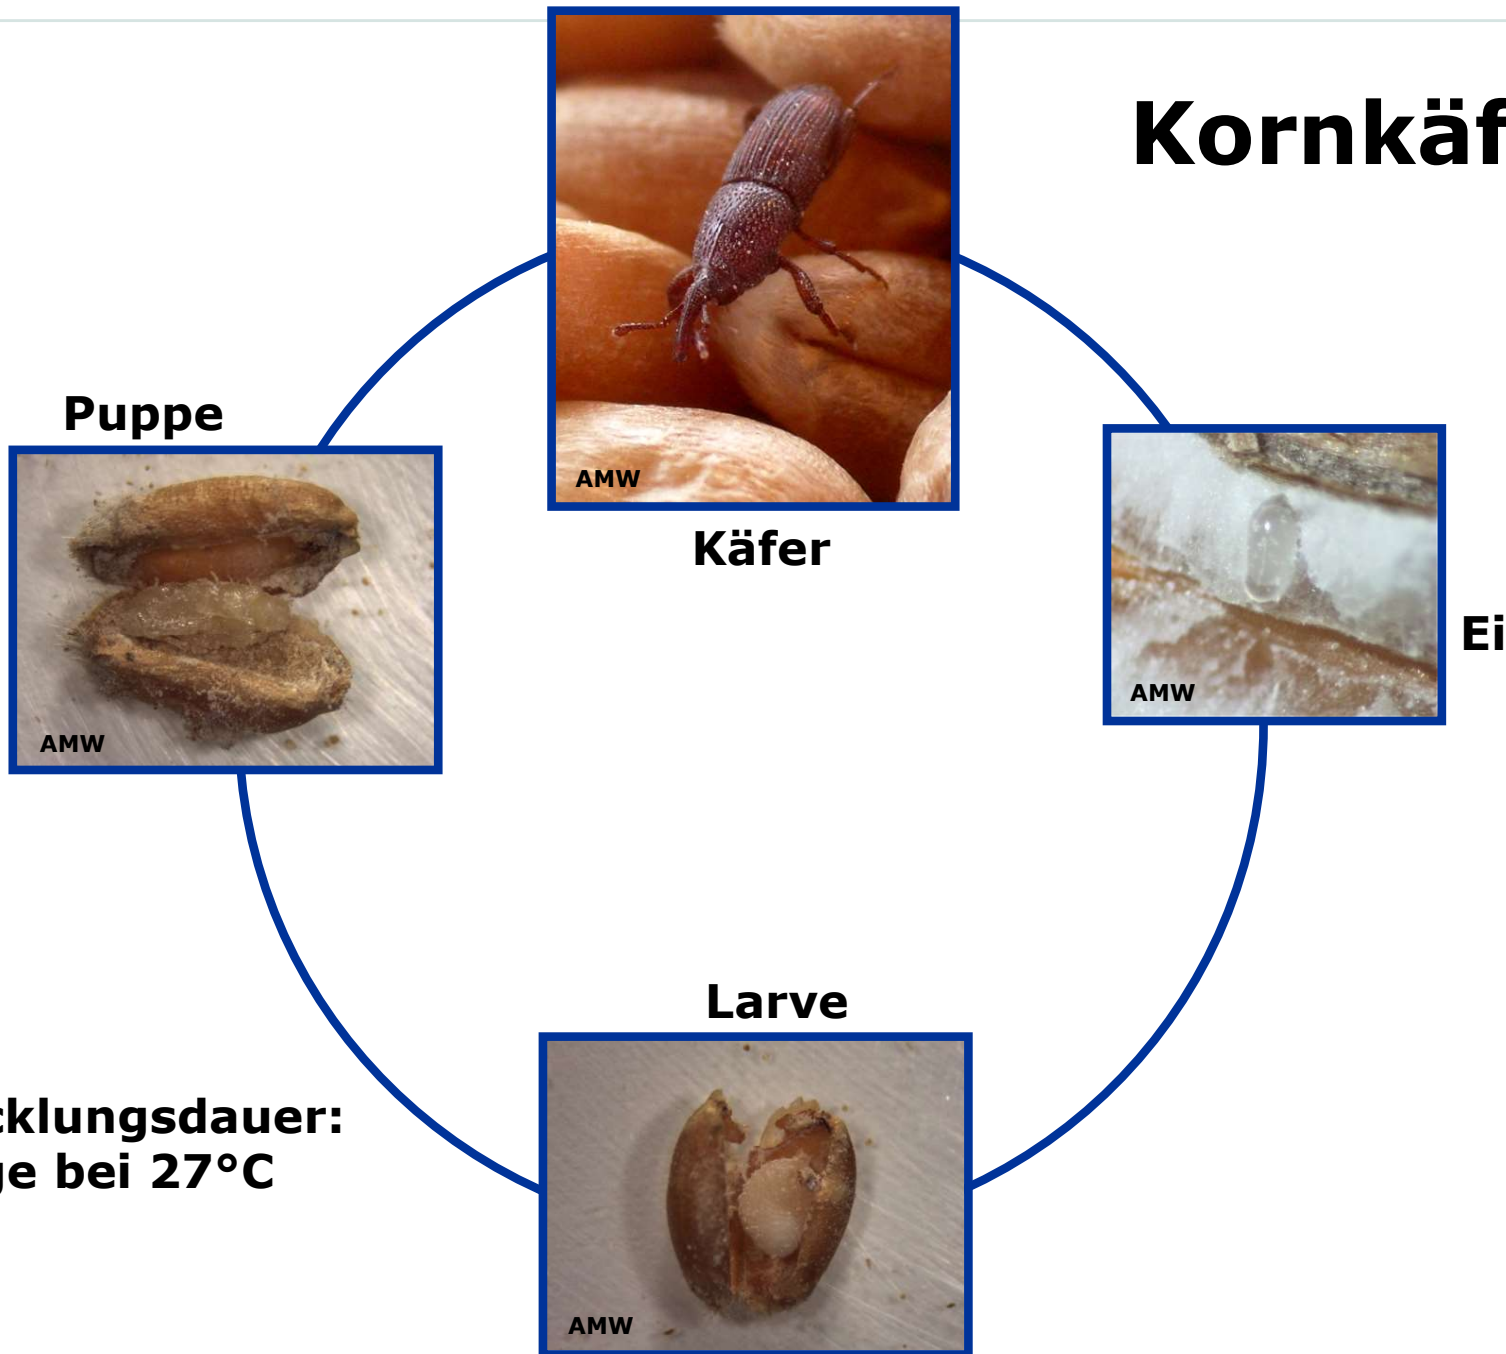 Kornkäf
Puppe
AMW
Käfer
AMW
Ei
AMW
Larve
cklungsdauer:
ge bei 27°C
AMW